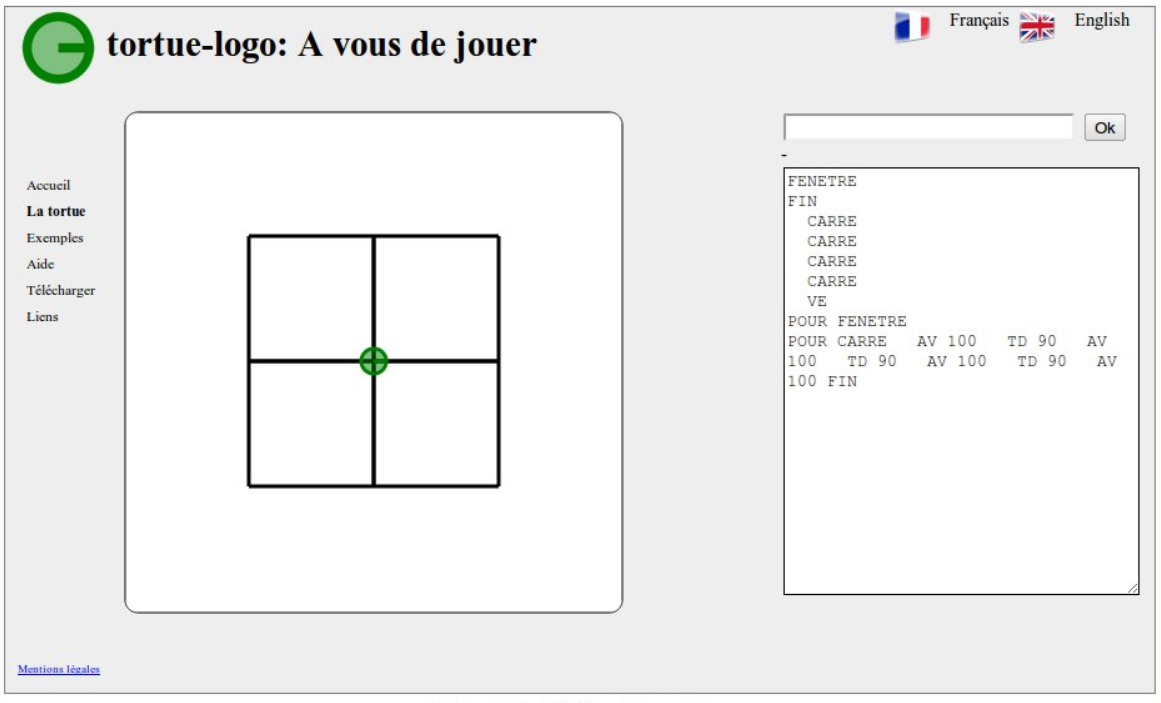 tortue-logo: A vous de jouer
Français
English
Ok
-
Accueil
La tortue
Exemples
Aide
Télécharger
Liens
FENETRE
FIN
CARRE
CARRE
CARRE
CARRE
VE
POUR FENETRE
POUR CARRE AV 100 TD 90 AV
100 TD 90 AV 100 TD 90 AV
100 FIN
Mentions légales